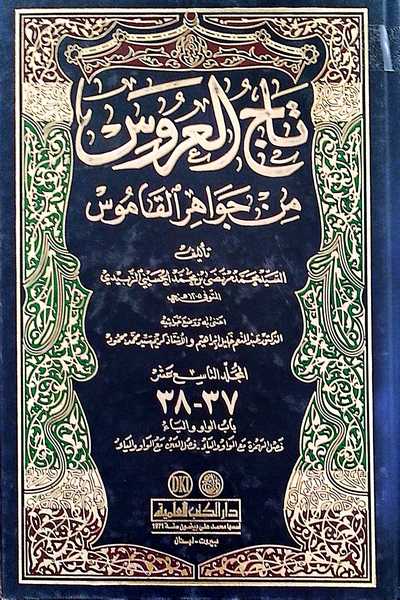 تاج العروس
من جواهر القاموس
تأليف
السيد محمد مرتضى بن محمد الحسيني الزبيدي
المتوفى ١٢٠٥ هجري
اعتنى به ووضع حواشيه
الدكتور عبد المنعم خليل إبراهيم والأستاذ كريم سيد محمد محمود
المجلد التاسع عشر
٣٧-٣٨
باب الواو والياء
فصل الهمزة مع الواو والياء - فصل العين مع الواو والياء
DKI
دار الكتب العلمية
أسسها محمد علي بيضون سنة 1971
بيروت - لبنان